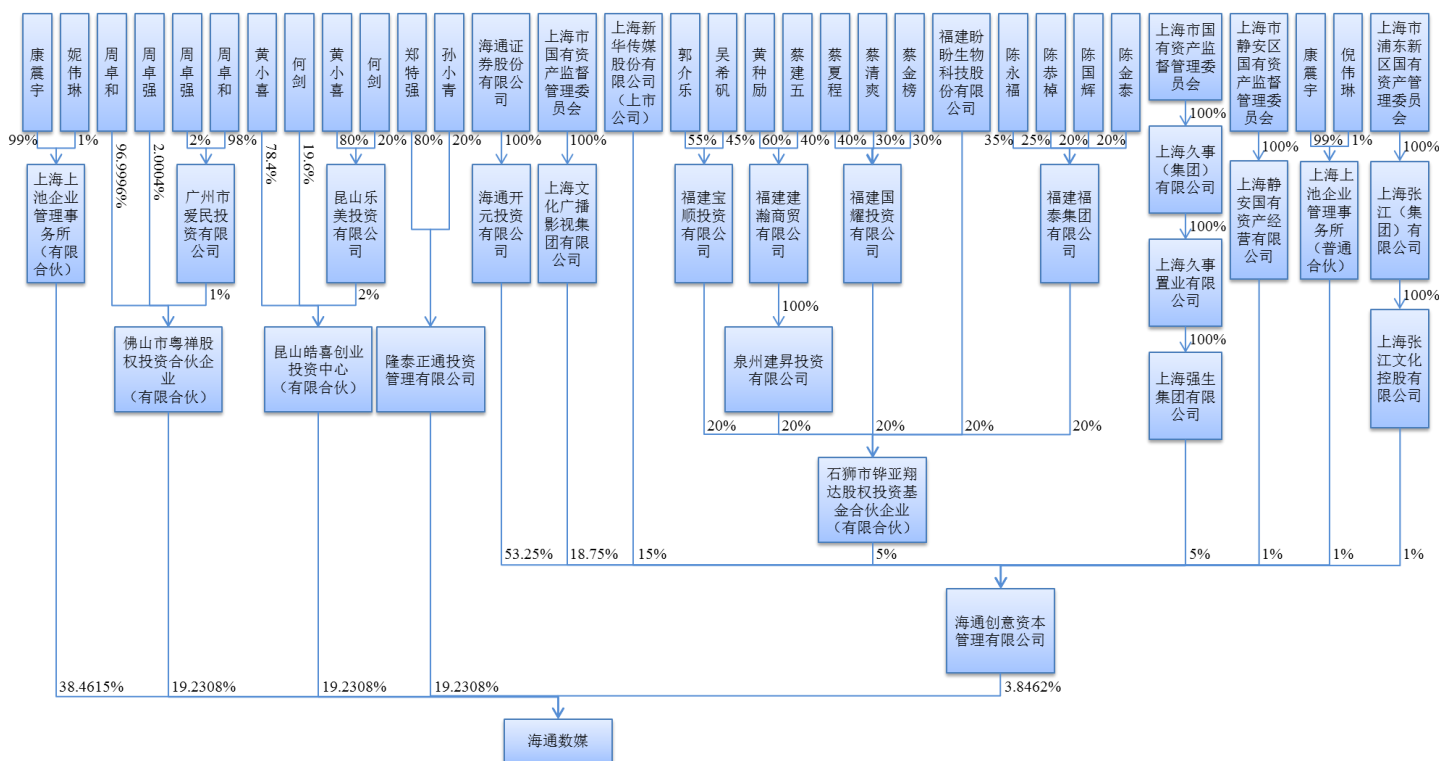 康震宇
妮伟琳
周卓和
周卓强
周卓强
周卓和
黄小喜
何剑
黄小喜
何剑
郑特强
孙小青
海通证
券股份
有限公
司
上海市国
有资产监
督管理委
员会
上海新
华传媒
股份有
限公司
（上市
公司）
郭介乐
吴希矾
黄种励
蔡建五
蔡夏程
蔡清爽
蔡金榜
福建盼
盼生物
科技股
份有限
公司
陈永福
陈恭棹
陈国辉
陈金泰
上海市国
有资产监
督管理委
员会
上海市
静安区
国有资
产监督
管理委
员会
康震宇
倪伟琳
上海市
浦东新
区国有
资产管
理委员
会
99%
1%
96.9996%
2.0004%
2%
98%
78.4%
19.6%
80%
20%
80%
20%
100%
100%
55%
45%
60%
40%
40%
30%
30%
35%
25%
20%
20%
100%
100%
99%
1%
100%
上海上
池企业
管理事
务所
（有限
合伙）
广州市
爱民投
资有限
公司
昆山乐
美投资
有限公
司
海通开
元投资
有限公
司
上海文
化广播
影视集
团有限
公司
福建宝
顺投资
有限公
司
福建建
瀚商贸
有限公
司
福建国
耀投资
有限公
司
福建福
泰集团
有限公
司
上海久事
（集团）
有限公司
上海静
安国有
资产经
营有限
公司
上海上
池企业
管理事
务所
（普通
合伙）
上海张
江（集
团）有
限公司
1%
2%
100%
100%
100%
上海久事
置业有限
公司
佛山市粤禅股
权投资合伙企
业
（有限合伙）
昆山皓喜创业
投资中心
（有限合伙）
隆泰正通投资
管理有限公司
泉州建昇投资
有限公司
100%
上海强生
集团有限
公司
上海张
江文化
控股有
限公司
20%
20%
20%
20%
20%
石狮市铧亚翔
达股权投资基
金合伙企业
（有限合伙）
53.25%
18.75%
15%
5%
5%
1%
1%
1%
海通创意资本
管理有限公司
38.4615%
19.2308%
19.2308%
19.2308%
3.8462%
海通数媒